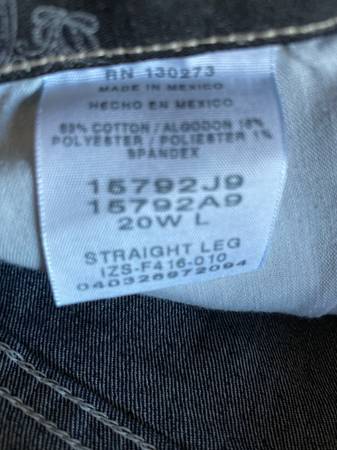 RN 130273
MADE IN MEXICO
HECHO EN MEXICO
83% COTTON / ALGODON 16%
POLYESTER / POLIESTER 1%
SPANDEX
15792J9
15792A9
20W L
STRAIGHT LEG
IZS-F416-010
040326972094